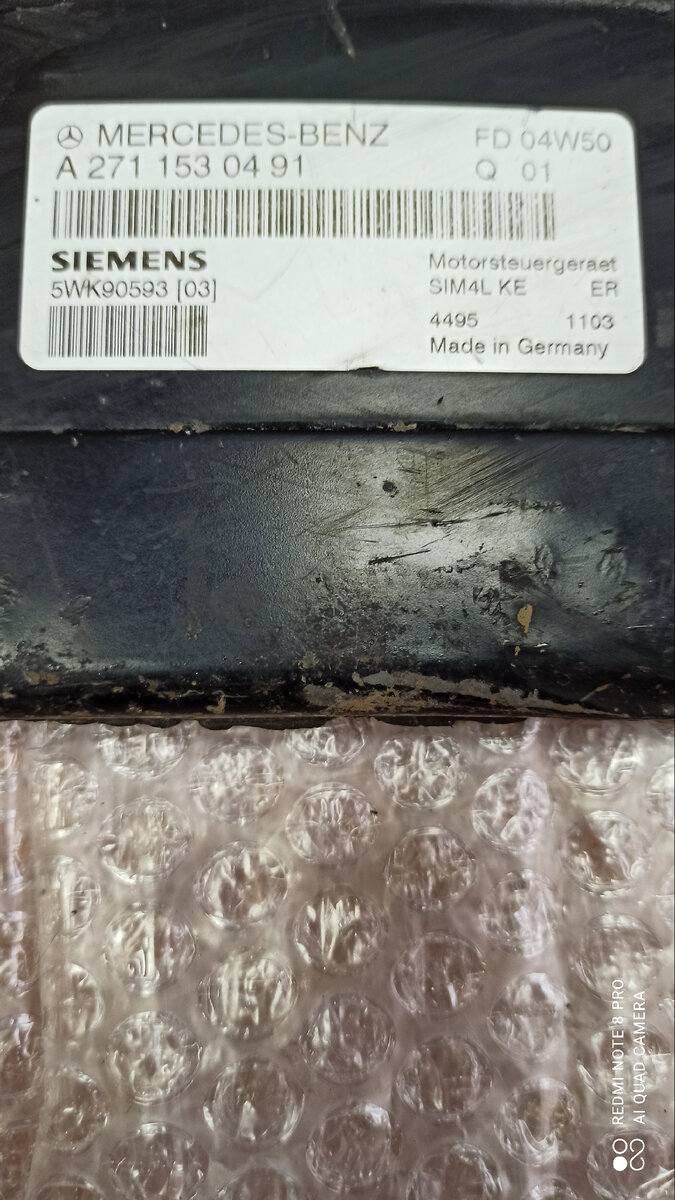 MERCEDES-BENZ FD 04W50
A 271 153 04 91 Q 01
SIEMENS Motorsteuergeraet
5WK90593 [03] SIM4L KE ER
4495 1103
Made in Germany
REDMI NOTE 8 PRO
AI QUAD CAMERA